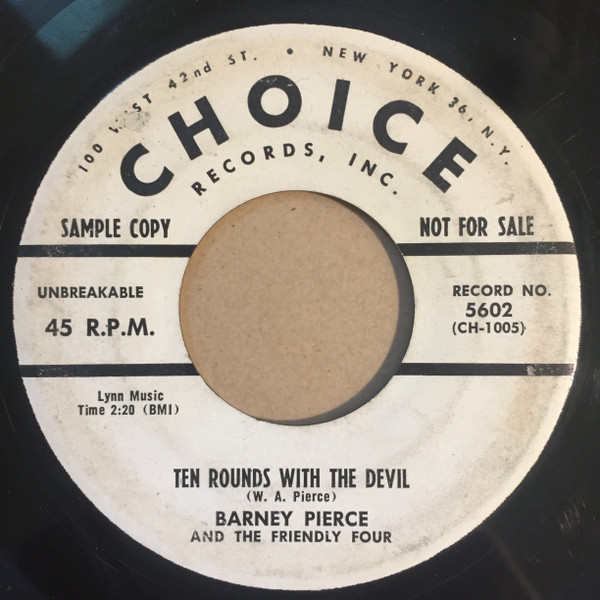 100 WEST 42nd ST. • NEW YORK 36, N.Y.
CHOICE
RECORDS, INC.
SAMPLE COPY
NOT FOR SALE
UNBREAKABLE
45 R.P.M.
RECORD NO.
5602
(CH-1005)
Lynn Music
Time 2:20 (BMI)
TEN ROUNDS WITH THE DEVIL
(W. A. Pierce)
BARNEY PIERCE
AND THE FRIENDLY FOUR